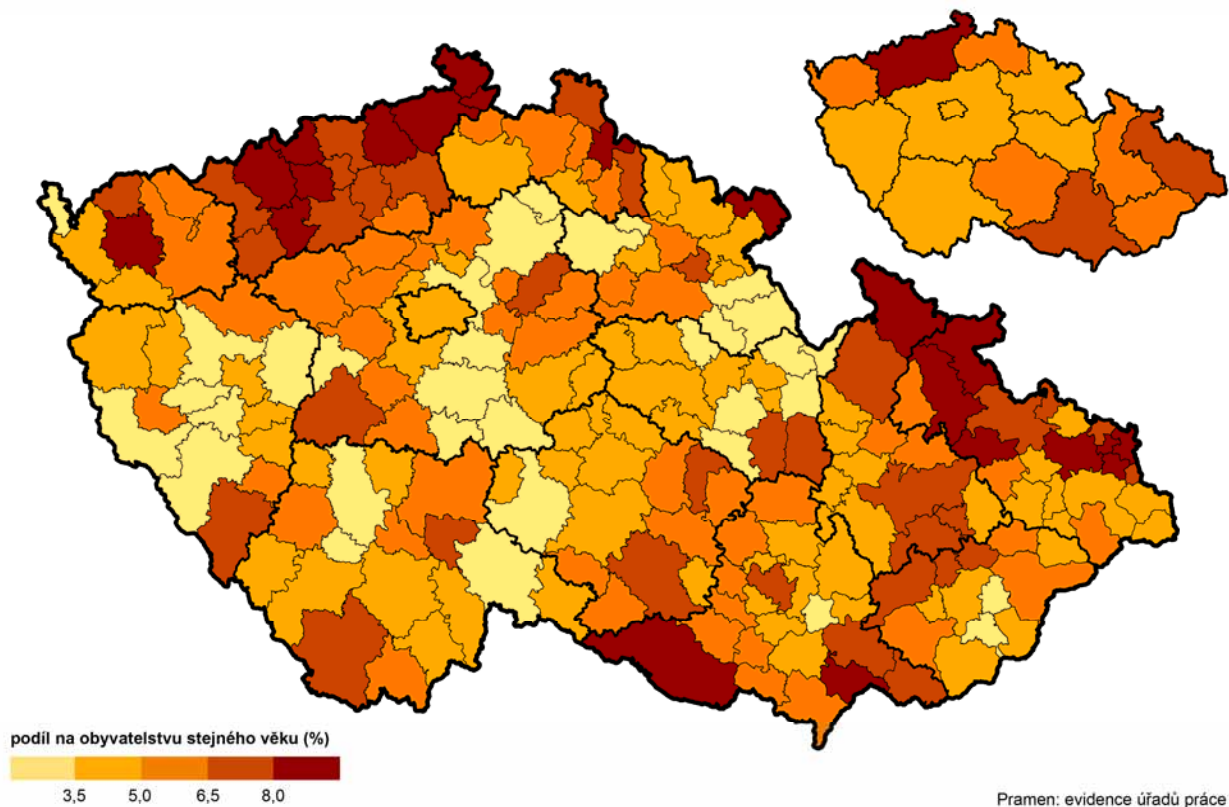 podíl na obyvatelstvu stejného věku (%)
3,5 5,0 6,5 8,0
Pramen: evidence úřadů práce